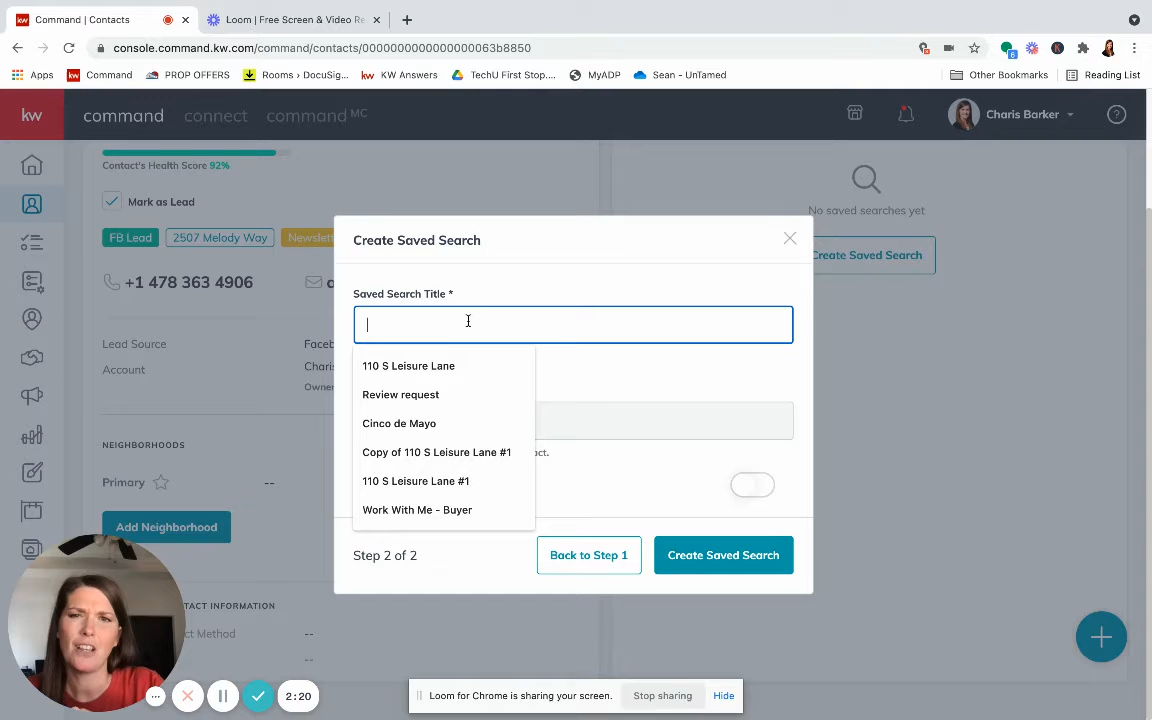 Command | Contacts
Loom | Free Screen & Video Re
console.command.kw.com/command/contacts/0000000000000000063b8850
6
Apps
kw Command
PROP OFFERS
Rooms > DocuSig...
kw KW Answers
TechU First Stop....
MyADP
Sean - UnTamed
Other Bookmarks
Reading List
kw
command
connect
command MC
Charis Barker
Contact's Health Score 92%
Mark as Lead
FB Lead
2507 Melody Way
Newslett
+1 478 363 4906
Lead Source
Faceb
Account
Charis
Owner
NEIGHBORHOODS
Primary
--
Add Neighborhood
TACT INFORMATION
ct Method
--
--
No saved searches yet
Create Saved Search
Create Saved Search
Saved Search Title *
110 S Leisure Lane
Review request
Cinco de Mayo
Copy of 110 S Leisure Lane #1
110 S Leisure Lane #1
Work With Me - Buyer
act.
Step 2 of 2
Back to Step 1
Create Saved Search
2:20
Loom for Chrome is sharing your screen.
Stop sharing
Hide